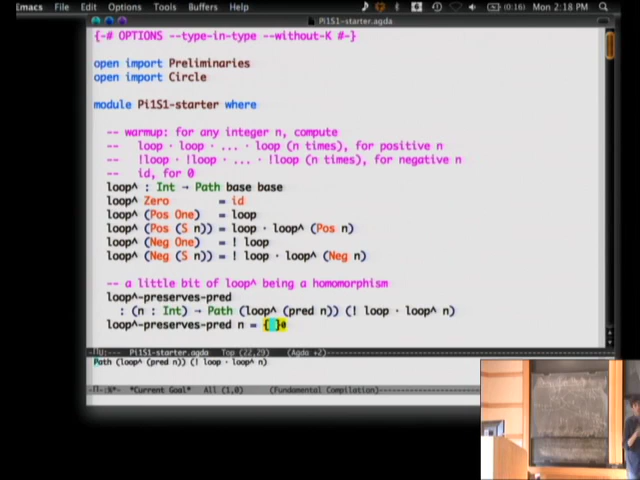 Emacs File Edit Options Tools Buffers Help (0:16) Mon 2:18 PM
Pi1S1-starter.agda
{-# OPTIONS --type-in-type --without-K #-}
open import Preliminaries
open import Circle
module Pi1S1-starter where
-- warmup: for any integer n, compute
-- loop · loop · ... · loop (n times), for positive n
-- !loop · !loop · ... · !loop (n times), for negative n
-- id, for 0
loop^ : Int → Path base base
loop^ Zero = id
loop^ (Pos One) = loop
loop^ (Pos (S n)) = loop · loop^ (Pos n)
loop^ (Neg One) = ! loop
loop^ (Neg (S n)) = ! loop · loop^ (Neg n)
-- a little bit of loop^ being a homomorphism
loop^-preserves-pred
: (n : Int) → Path (loop^ (pred n)) (! loop · loop^ n)
loop^-preserves-pred n = { }0
-U:--- Pi1S1-starter.agda Top (22,29) (Agda +2)
Path (loop^ (pred n)) (! loop · loop^ n)
*Current Goal* All (1,0) (Fundamental Compilation)